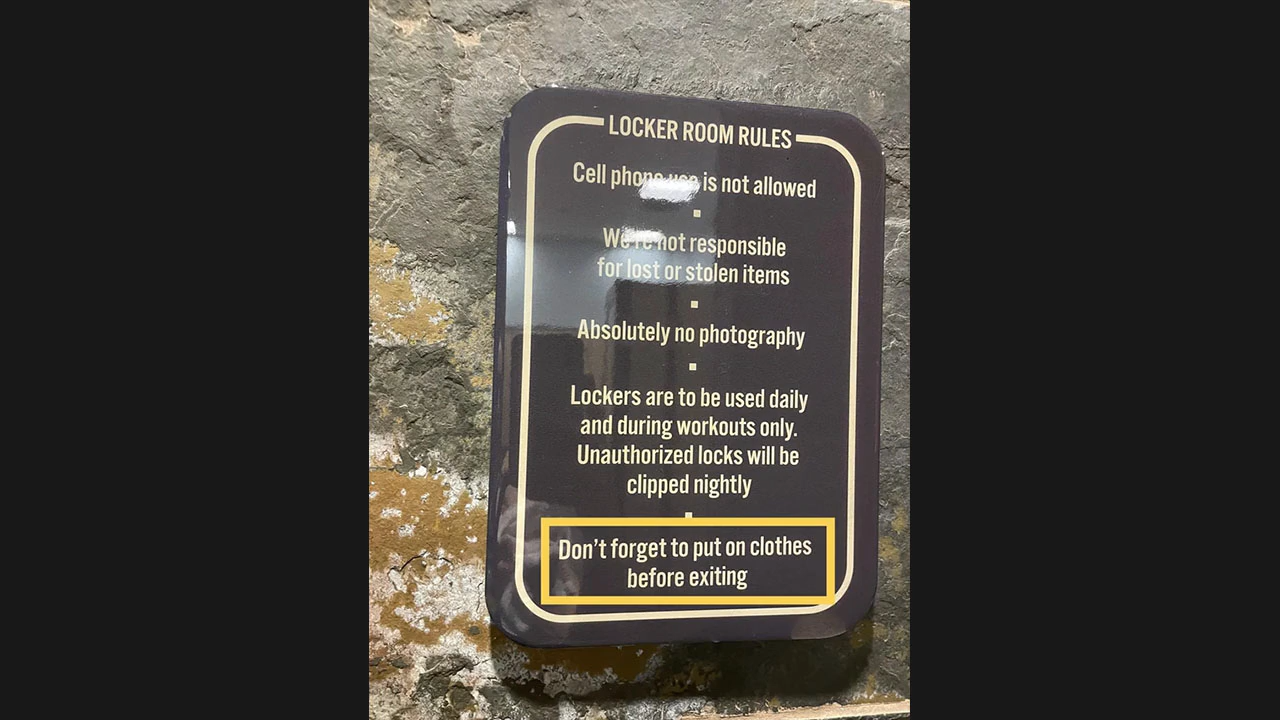 LOCKER ROOM RULES
Cell phone use is not allowed
We're not responsible
for lost or stolen items
Absolutely no photography
Lockers are to be used daily
and during workouts only.
Unauthorized locks will be
clipped nightly
Don't forget to put on clothes
before exiting